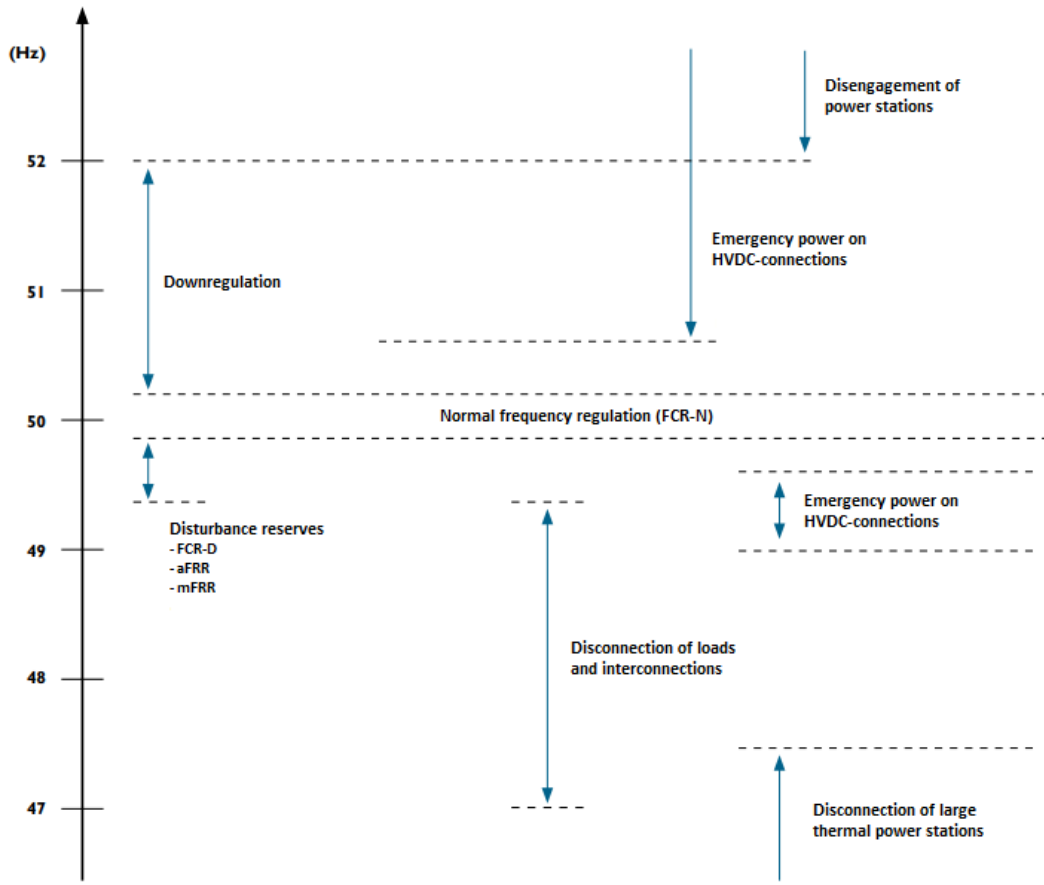 (Hz)
Disengagement of
power stations
52
Emergency power on
HVDC-connections
Downregulation
51
Normal frequency regulation (FCR-N)
50
Emergency power on
HVDC-connections
Disturbance reserves
- FCR-D
- aFRR
- mFRR
49
Disconnection of loads
and interconnections
48
47
Disconnection of large
thermal power stations